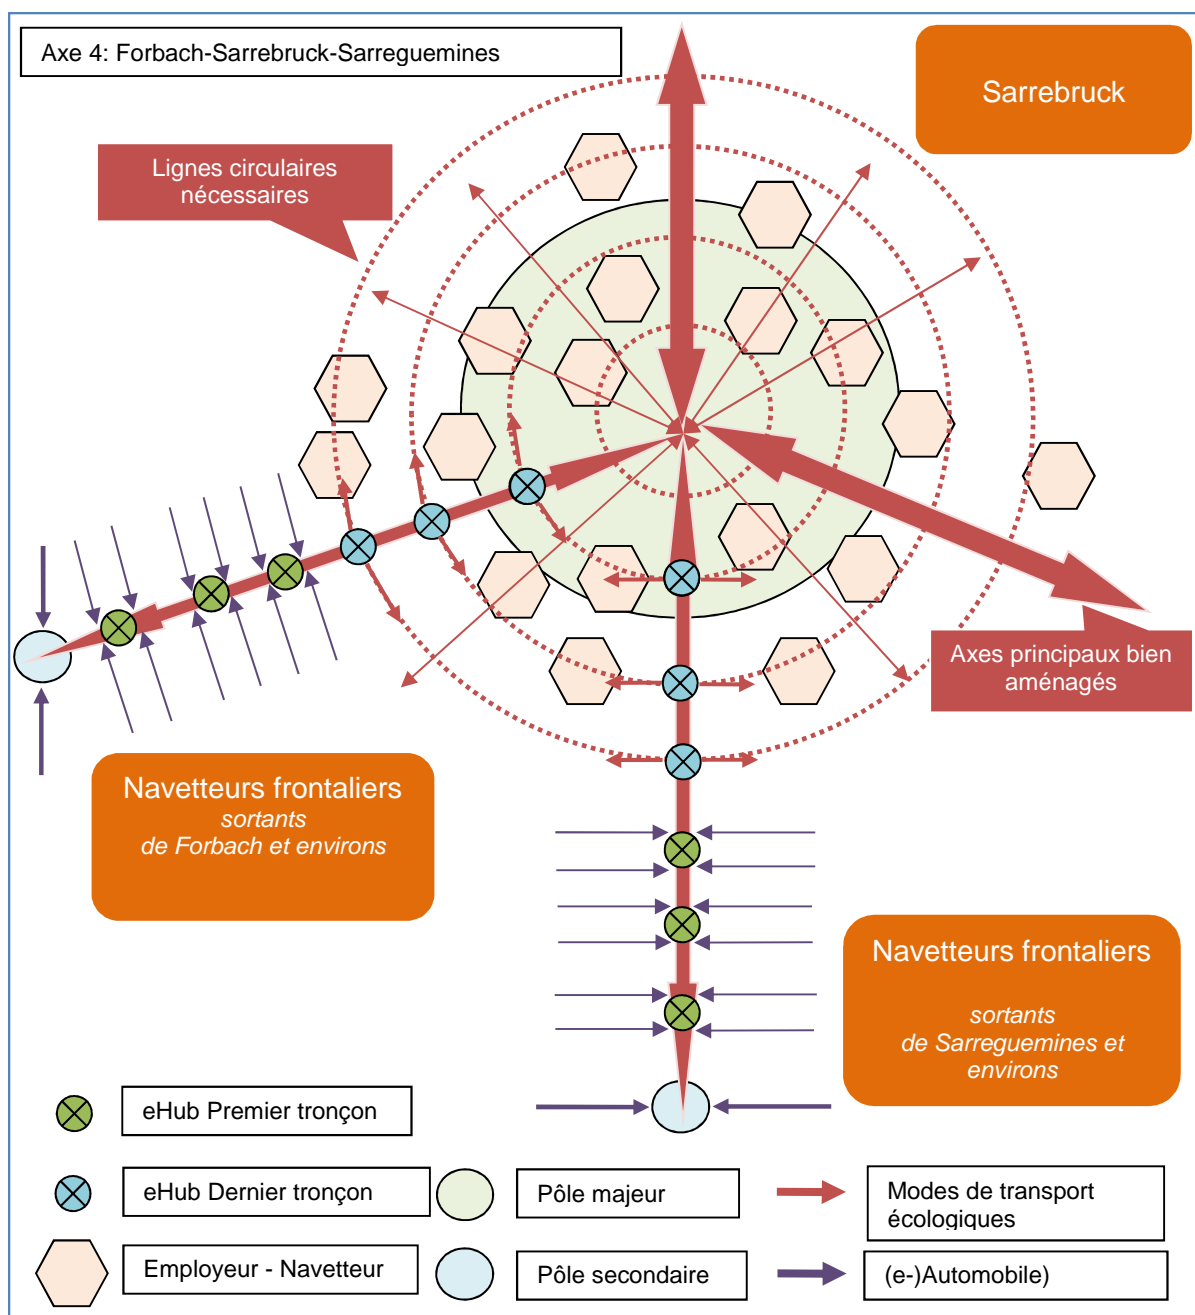 Axe 4: Forbach-Sarrebruck-Sarreguemines
Sarrebruck
Lignes circulaires
nécessaires
Axes principaux bien
aménagés
Navetteurs frontaliers
sortants
de Forbach et environs
Navetteurs frontaliers
sortants
de Sarreguemines et
environs
eHub Premier tronçon
eHub Dernier tronçon
Pôle majeur
Modes de transport
écologiques
Employeur - Navetteur
Pôle secondaire
(e-)Automobile)